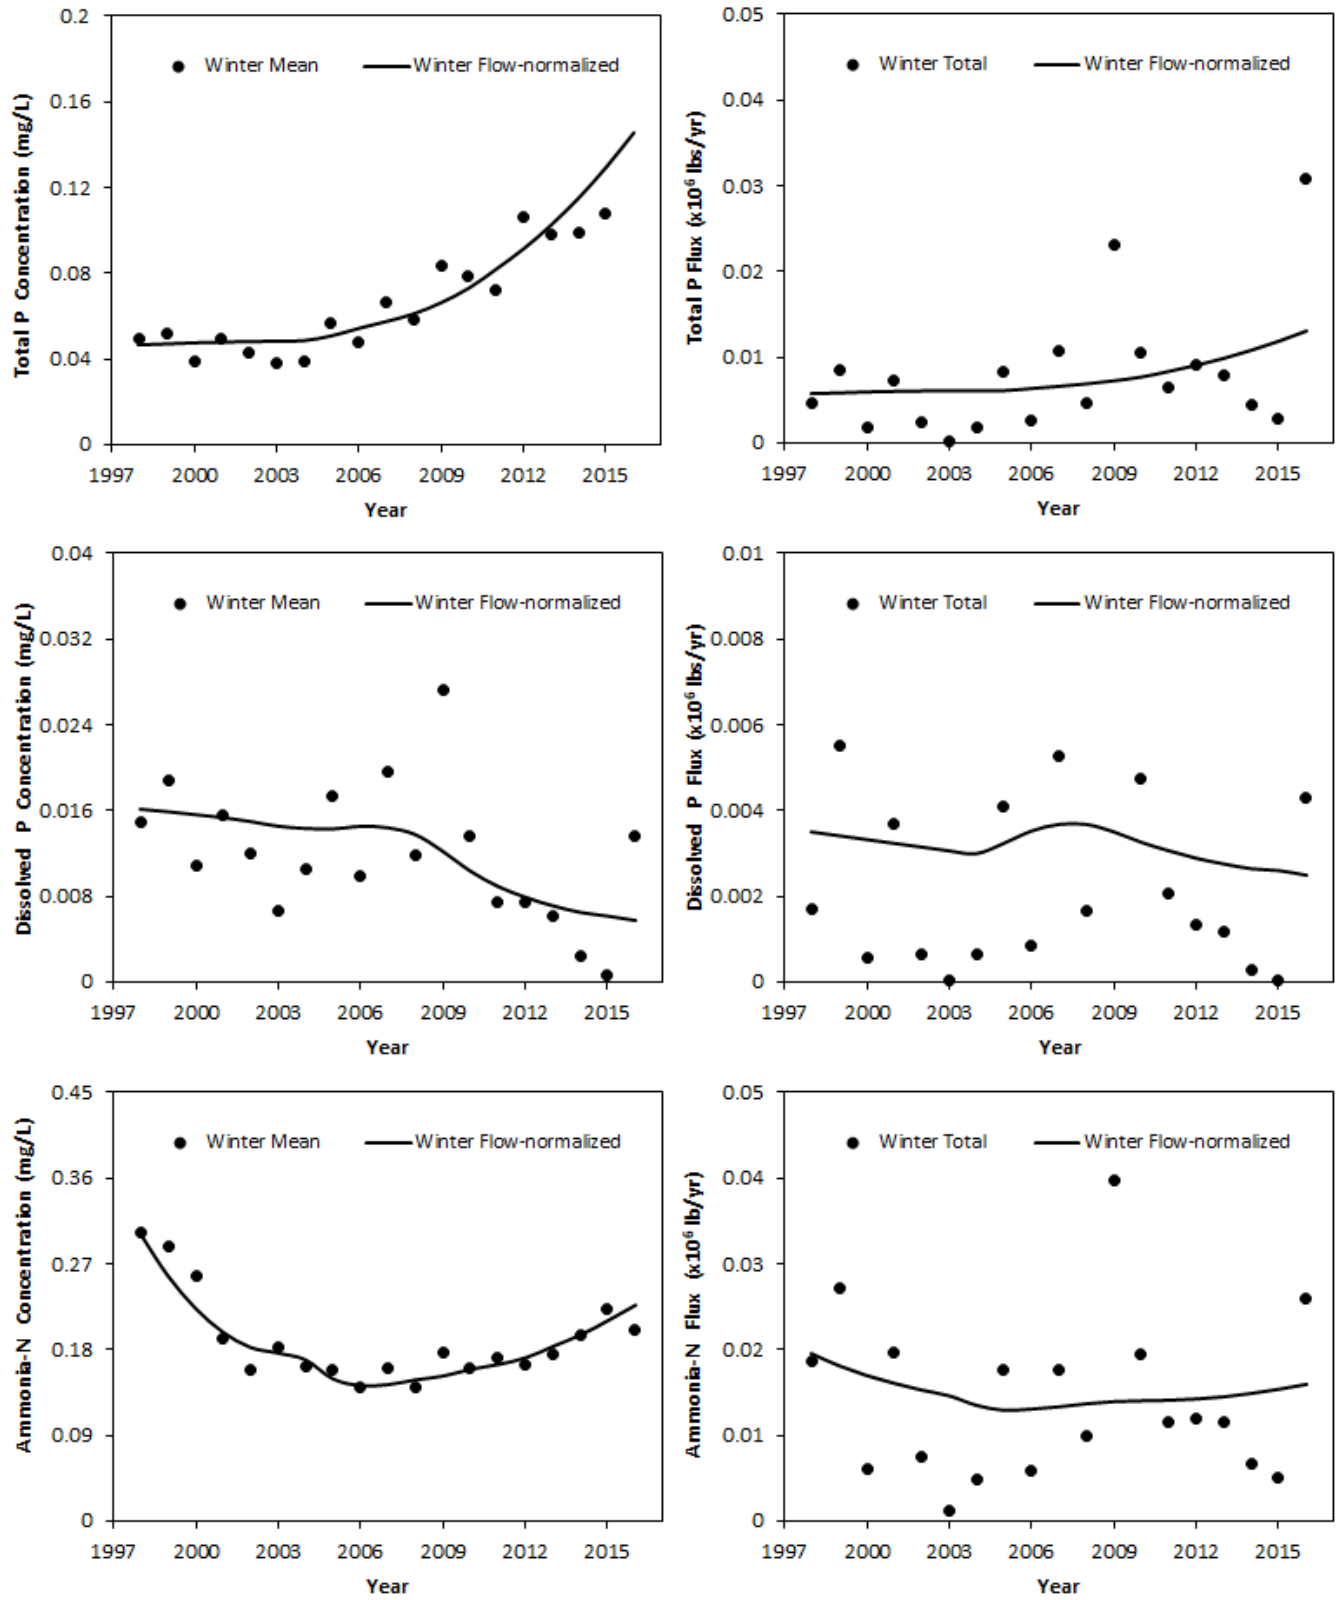 Total P Concentration (mg/L)
0.2
0.16
0.12
0.08
0.04
0
Winter Mean Winter Flow-normalized
1997 2000 2003 2006 2009 2012 2015
Year
Total P Flux (x10⁶ lbs/yr)
0.05
0.04
0.03
0.02
0.01
0
Winter Total Winter Flow-normalized
1997 2000 2003 2006 2009 2012 2015
Year
Dissolved P Concentration (mg/L)
0.04
0.032
0.024
0.016
0.008
0
Winter Mean Winter Flow-normalized
1997 2000 2003 2006 2009 2012 2015
Year
Dissolved P Flux (x10⁶ lbs/yr)
0.01
0.008
0.006
0.004
0.002
0
Winter Total Winter Flow-normalized
1997 2000 2003 2006 2009 2012 2015
Year
Ammonia-N Concentration (mg/L)
0.45
0.36
0.27
0.18
0.09
0
Winter Mean Winter Flow-normalized
1997 2000 2003 2006 2009 2012 2015
Year
Ammonia-N Flux (x10⁶ lb/yr)
0.05
0.04
0.03
0.02
0.01
0
Winter Total Winter Flow-normalized
1997 2000 2003 2006 2009 2012 2015
Year